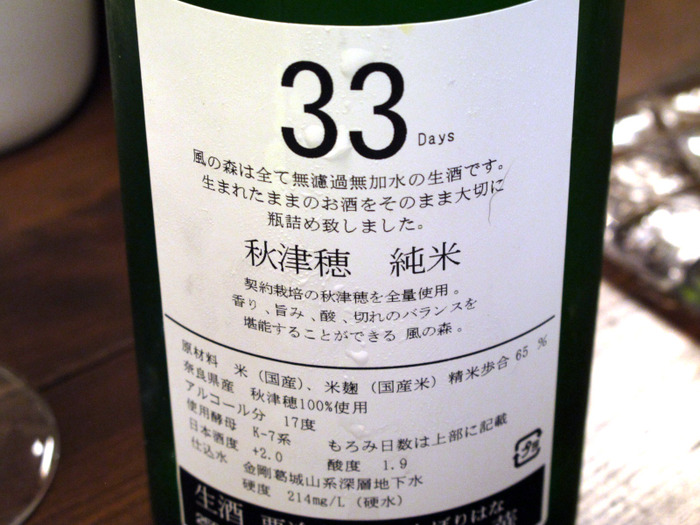 33 Days
風の森は全て無濾過無加水の生酒です。
生まれたままのお酒をそのまま大切に
瓶詰め致しました。
秋津穂 純米
契約栽培の秋津穂を全量使用。
香り、旨み、酸、切れのバランスを
堪能することができる 風の森。
原材料 米(国産)、米麹(国産米)精米歩合65 %
奈良県産 秋津穂100%使用
アルコール分 17度
使用酵母 K-7系 もろみ日数は上部に記載
日本酒度 +2.0 酸度 1.9
仕込水 金剛葛城山系深層地下水
硬度 214mg/L(硬水)
生酒